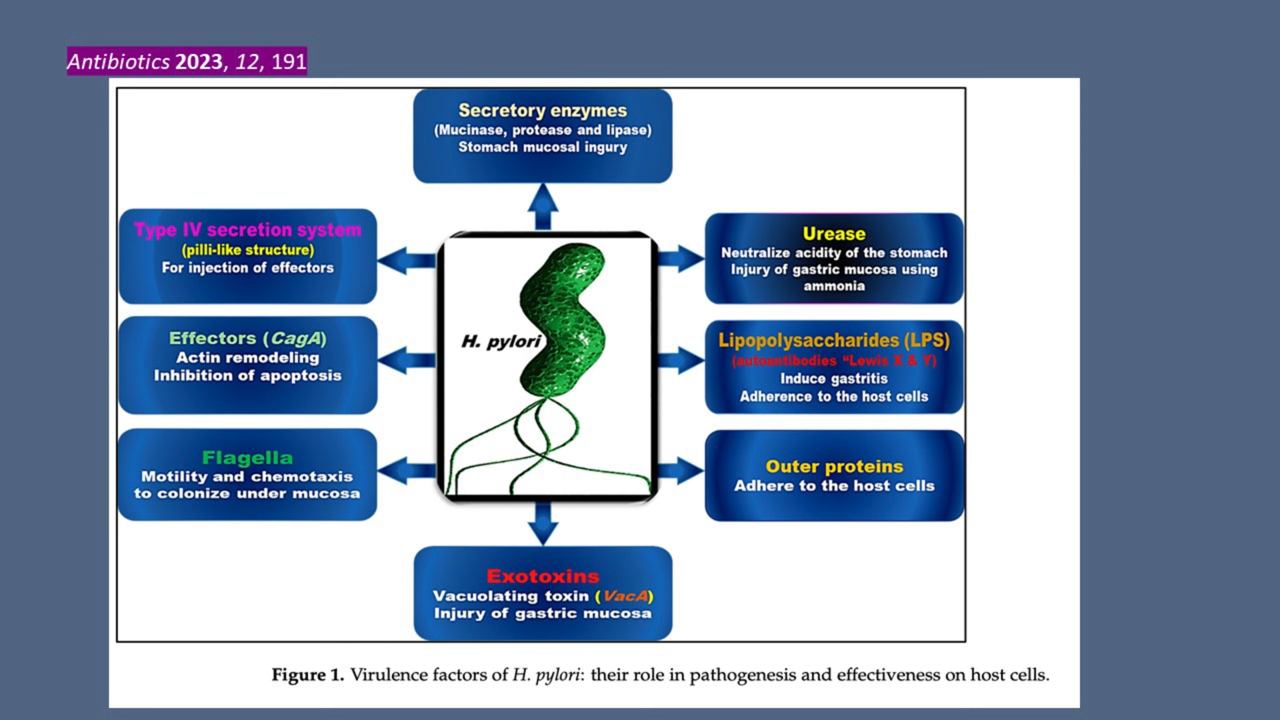 Antibiotics 2023, 12, 191
Secretory enzymes
(Mucinase, protease and lipase)
Stomach mucosal ingury
Type IV secretion system
(pilli-like structure)
For injection of effectors
Urease
Neutralize acidity of the stomach
Injury of gastric mucosa using
ammonia
H. pylori
Effectors (CagA)
Actin remodeling
Inhibition of apoptosis
Lipopolysaccharides (LPS)
(autoantibodies “Lewis X & Y)
Induce gastritis
Adherence to the host cells
Flagella
Motility and chemotaxis
to colonize under mucosa
Outer proteins
Adhere to the host cells
Exotoxins
Vacuolating toxin (VacA)
Injury of gastric mucosa
Figure 1. Virulence factors of H. pylori: their role in pathogenesis and effectiveness on host cells.